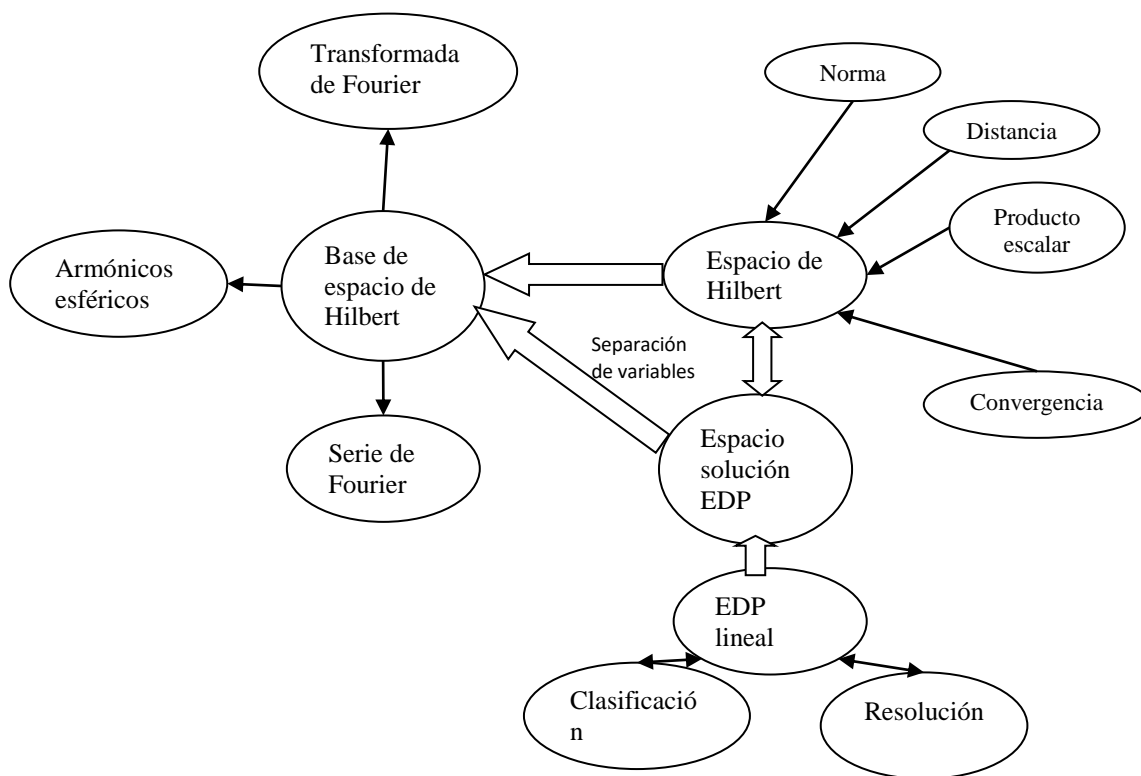 Transformada
de Fourier
Norma
Distancia
Producto
escalar
Armónicos
esféricos
Base de
espacio de
Hilbert
Espacio de
Hilbert
Separación
de variables
Convergencia
Serie de
Fourier
Espacio
solución
EDP
EDP
lineal
Clasificació
n
Resolución